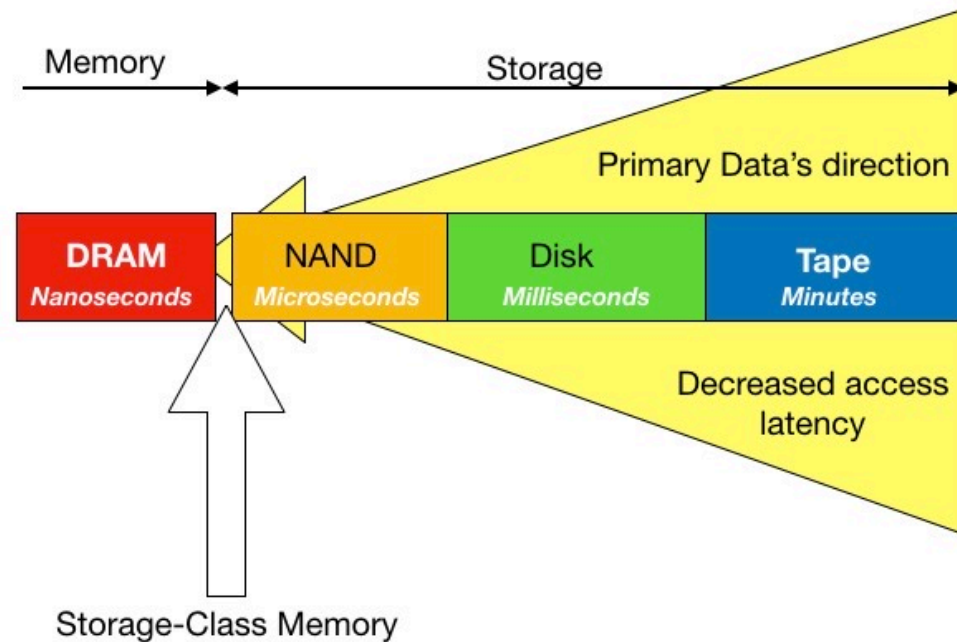 Memory
Storage
Primary Data's direction
DRAM
Nanoseconds
NAND
Microseconds
Disk
Milliseconds
Tape
Minutes
Decreased access
latency
Storage-Class Memory